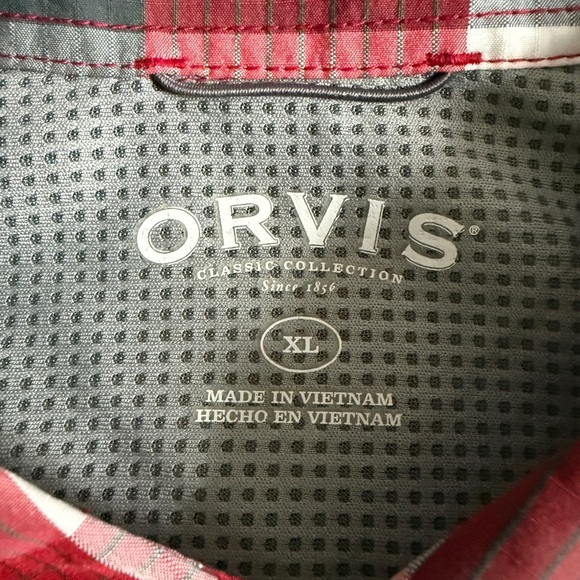 ORVIS®
CLASSIC COLLECTION
Since 1856
XL
MADE IN VIETNAM
HECHO EN VIETNAM